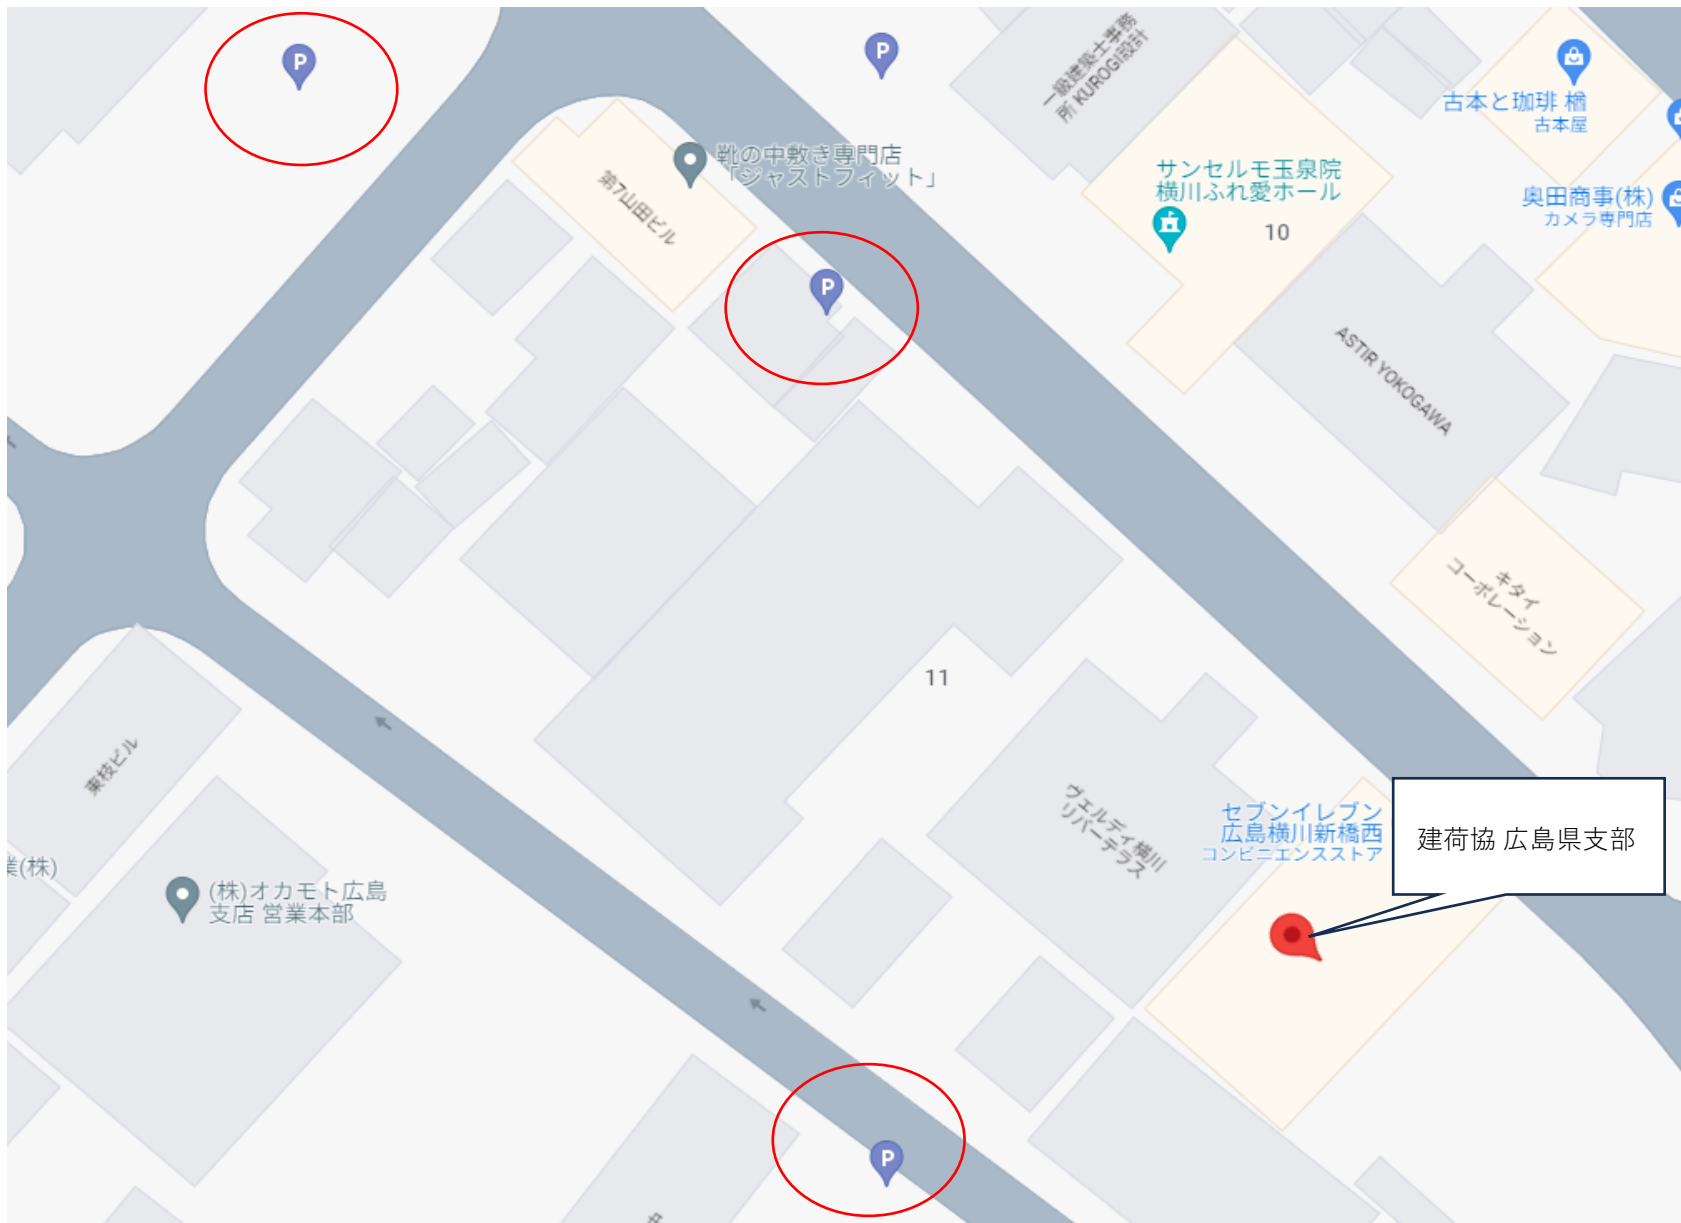 P
P
一級建築士事務
所 KUROGI設計
古本と珈琲 楢
古本屋
靴の中敷き専門店
「ジャストフィット」
第7山田ビル
サンセルモ玉泉院
横川ふれ愛ホール
10
奥田商事(株)
カメラ専門店
P
ASTIR YOKOGAWA
キタイ
コーポレーション
11
東枝ビル
ヴェルディ横川
リバーテラス
セブンイレブン
広島横川新橋西
コンビニエンスストア
建荷協 広島県支部
業(株)
(株)オカモト広島
支店 営業本部
P